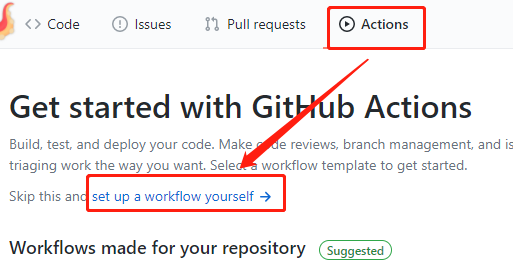 Code Issues Pull requests Actions
Get started with GitHub Actions
Build, test, and deploy your code. Make code reviews, branch management, and is
triaging work the way you want. Select a workflow template to get started.
Skip this and set up a workflow yourself →
Workflows made for your repository Suggested